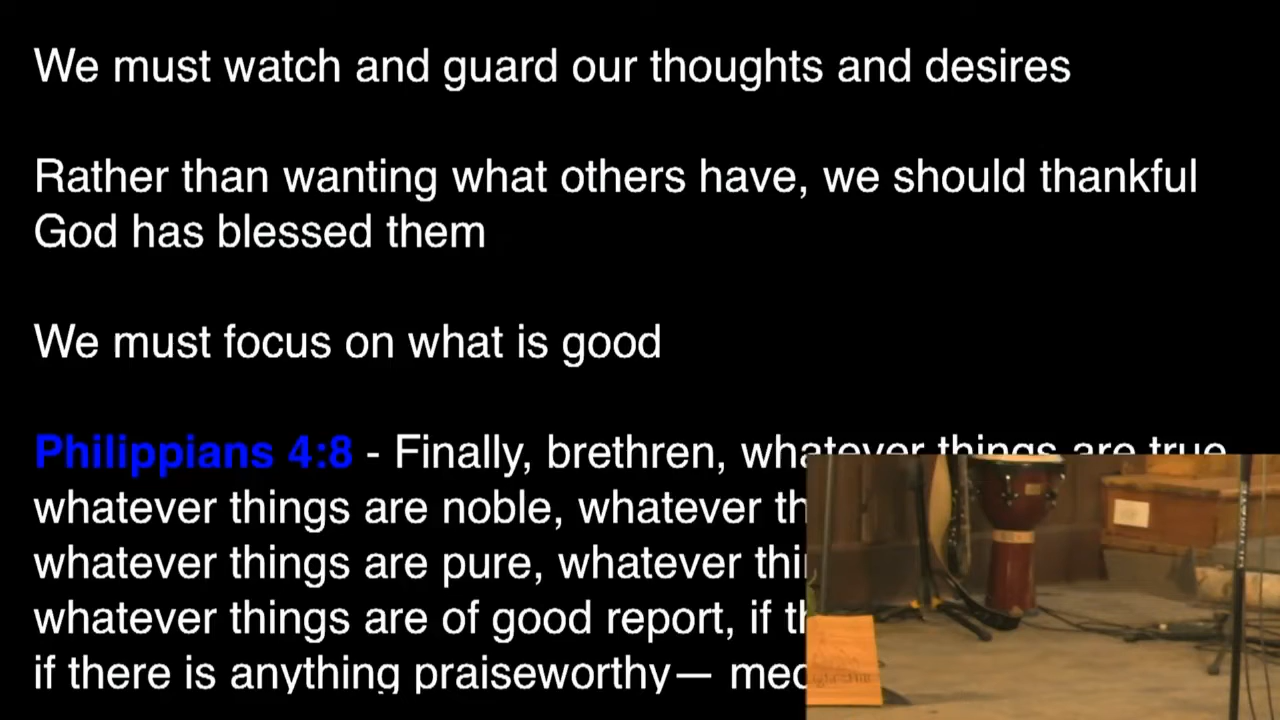 We must watch and guard our thoughts and desires
Rather than wanting what others have, we should thankful
God has blessed them
We must focus on what is good
Philippians 4:8 - Finally, brethren, whatever things are true
whatever things are noble, whatever
whatever things are pure, whatever
whatever things are of good report, if
if there is anything praiseworthy—